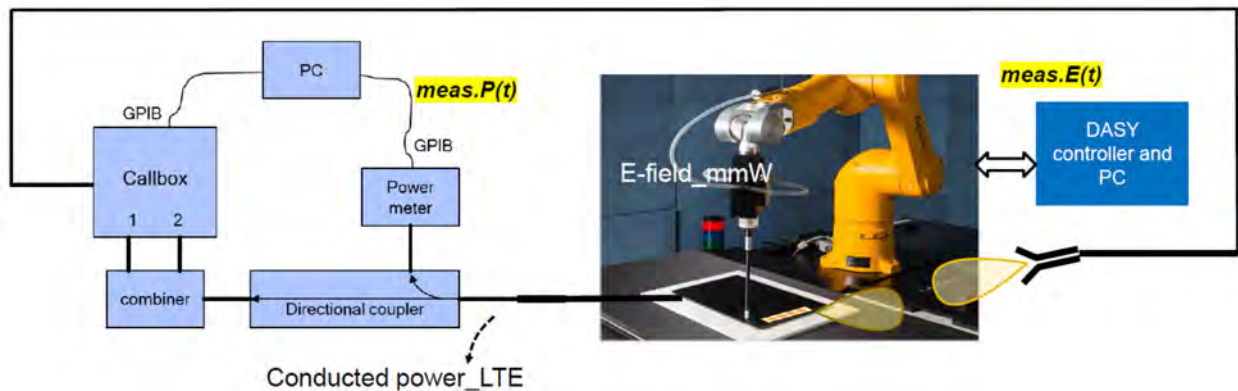 PC
meas.P(t)
meas.E(t)
GPIB
GPIB
Callbox
1 2
Power
meter
E-field_mmW
DASY
controller and
PC
combiner
Directional coupler
Conducted power_LTE